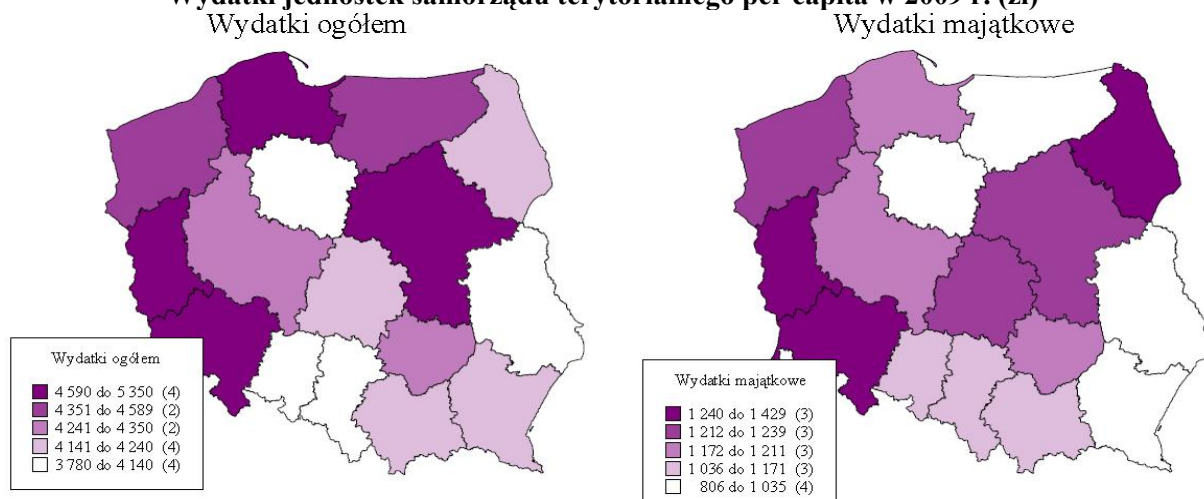 Wydatki jednostek samorządu terytorialnego per capita w 2009 r. (zł)
Wydatki ogółem
Wydatki majątkowe
Wydatki ogółem
4 590 do 5 350 (4)
4 351 do 4 589 (2)
4 241 do 4 350 (2)
4 141 do 4 240 (4)
3 780 do 4 140 (4)
Wydatki majątkowe
1 240 do 1 429 (3)
1 212 do 1 239 (3)
1 172 do 1 211 (3)
1 036 do 1 171 (3)
806 do 1 035 (4)